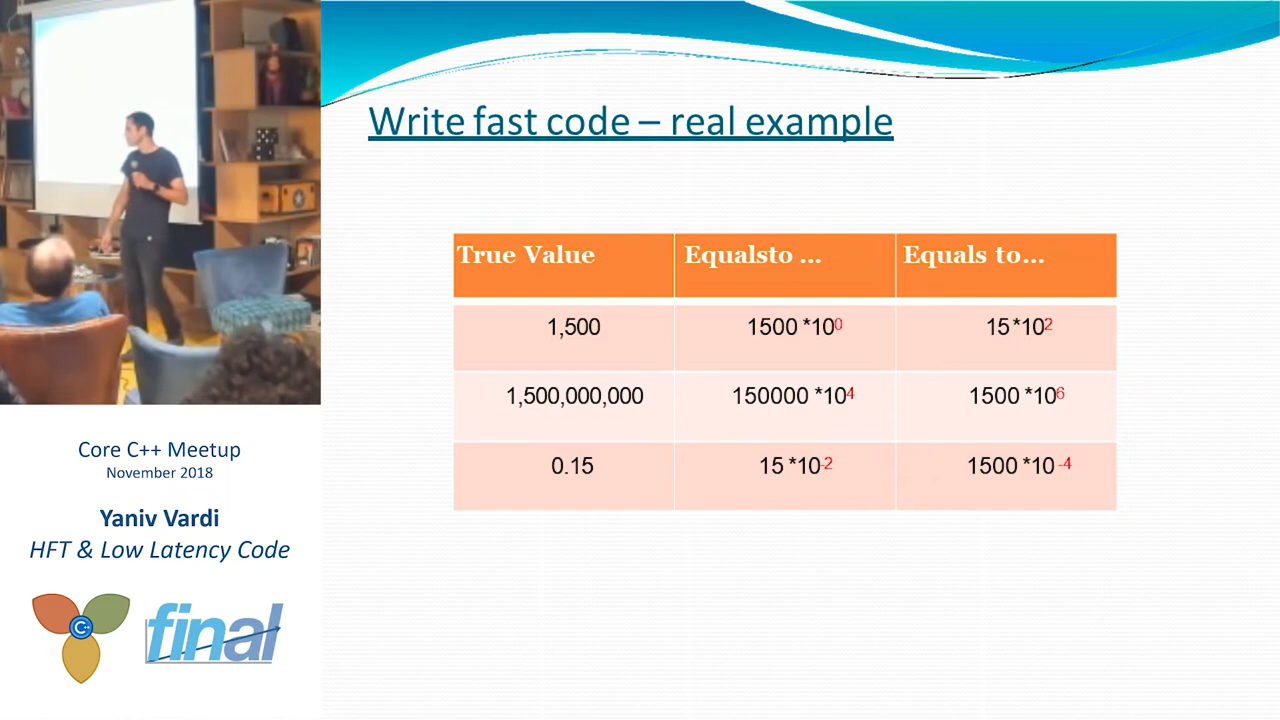 Write fast code – real example
True Value Equalsto ... Equals to...
1,500 1500 *10⁰ 15*10²
1,500,000,000 150000 *10⁴ 1500 *10⁶
0.15 15 *10⁻² 1500 *10⁻⁴
Core C++ Meetup
November 2018
Yaniv Vardi
HFT & Low Latency Code
C++
final